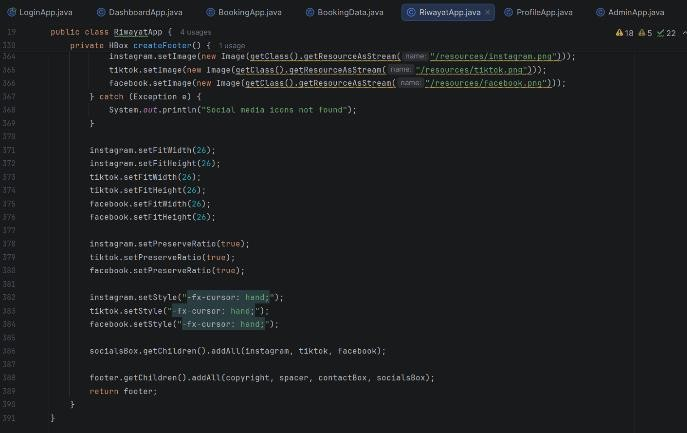 LoginApp.java DashboardApp.java BookingApp.java BookingData.java RiwayatApp.java × ProfileApp.java AdminApp.java
19 public class RiwayatApp { 4 usages 18 5 22
330 private HBox createFooter() { 1 usage
364 instagram.setImage(new Image(getClass().getResourceAsStream( name: "/resources/instagram.png")));
365 tiktok.setImage(new Image(getClass().getResourceAsStream( name: "/resources/tiktok.png")));
366 facebook.setImage(new Image(getClass().getResourceAsStream( name: "/resources/facebook.png")));
367 } catch (Exception e) {
368 System.out.println("Social media icons not found");
369 }
370
371 instagram.setFitWidth(26);
372 instagram.setFitHeight(26);
373 tiktok.setFitWidth(26);
374 tiktok.setFitHeight(26);
375 facebook.setFitWidth(26);
376 facebook.setFitHeight(26);
377
378 instagram.setPreserveRatio(true);
379 tiktok.setPreserveRatio(true);
380 facebook.setPreserveRatio(true);
381
382 instagram.setStyle("-fx-cursor: hand;");
383 tiktok.setStyle("-fx-cursor: hand;");
384 facebook.setStyle("-fx-cursor: hand;");
385
386 socialsBox.getChildren().addAll(instagram, tiktok, facebook);
387
388 footer.getChildren().addAll(copyright, spacer, contactBox, socialsBox);
389 return footer;
390 }
391 }